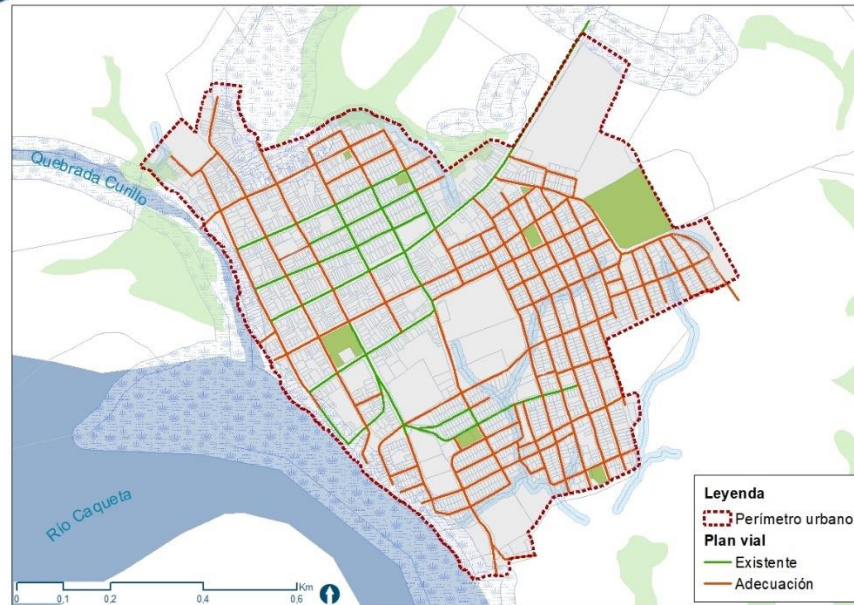 Quebrada Curillo
Río Caqueta
Leyenda
Perímetro urbano
Plan vial
Existente
Adecuación
Km
0 0,1 0,2 0,4 0,6